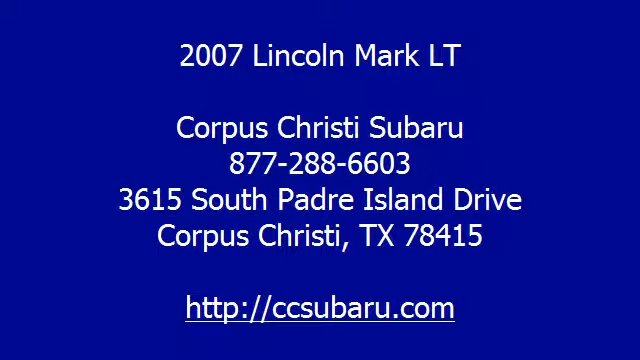 2007 Lincoln Mark LT
Corpus Christi Subaru
877-288-6603
3615 South Padre Island Drive
Corpus Christi, TX 78415
http://ccsubaru.com